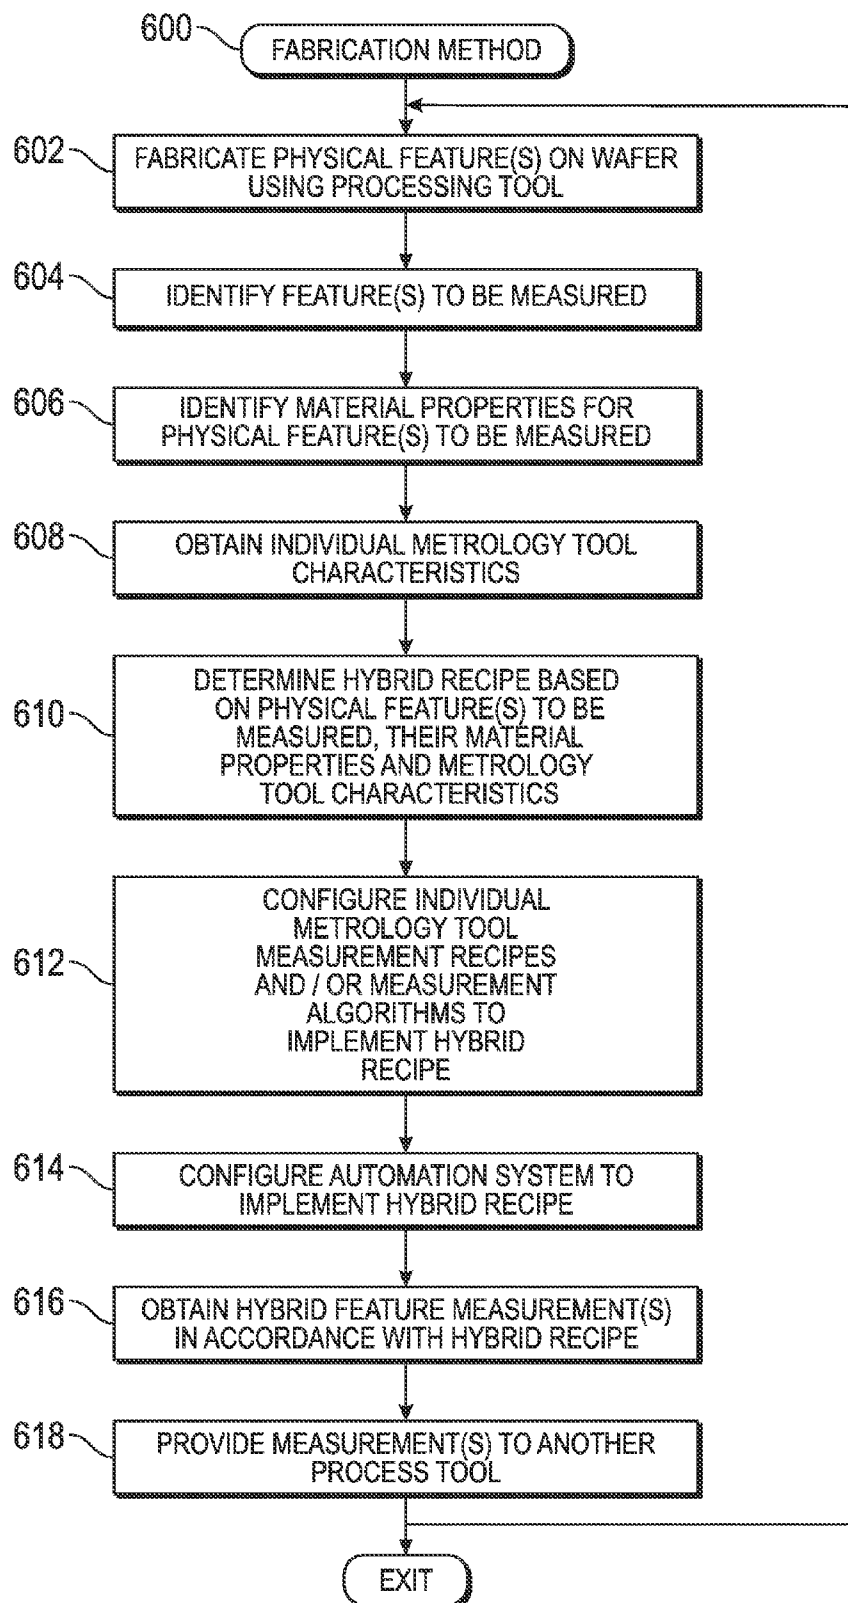 600
FABRICATION METHOD
602
FABRICATE PHYSICAL FEATURE(S) ON WAFER
USING PROCESSING TOOL
604
IDENTIFY FEATURE(S) TO BE MEASURED
606
IDENTIFY MATERIAL PROPERTIES FOR
PHYSICAL FEATURE(S) TO BE MEASURED
608
OBTAIN INDIVIDUAL METROLOGY TOOL
CHARACTERISTICS
610
DETERMINE HYBRID RECIPE BASED
ON PHYSICAL FEATURE(S) TO BE
MEASURED, THEIR MATERIAL
PROPERTIES AND METROLOGY
TOOL CHARACTERISTICS
612
CONFIGURE INDIVIDUAL
METROLOGY TOOL
MEASUREMENT RECIPES
AND / OR MEASUREMENT
ALGORITHMS TO
IMPLEMENT HYBRID
RECIPE
614
CONFIGURE AUTOMATION SYSTEM TO
IMPLEMENT HYBRID RECIPE
616
OBTAIN HYBRID FEATURE MEASUREMENT(S)
IN ACCORDANCE WITH HYBRID RECIPE
618
PROVIDE MEASUREMENT(S) TO ANOTHER
PROCESS TOOL
EXIT